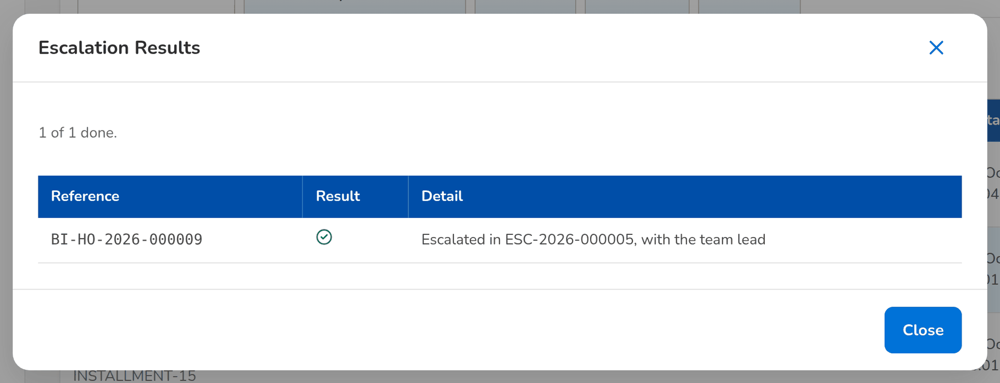 Escalation Results
1 of 1 done.
Reference Result Detail
BI-HO-2026-000009 Escalated in ESC-2026-000005, with the team lead
Close
INSTALLMENT-15